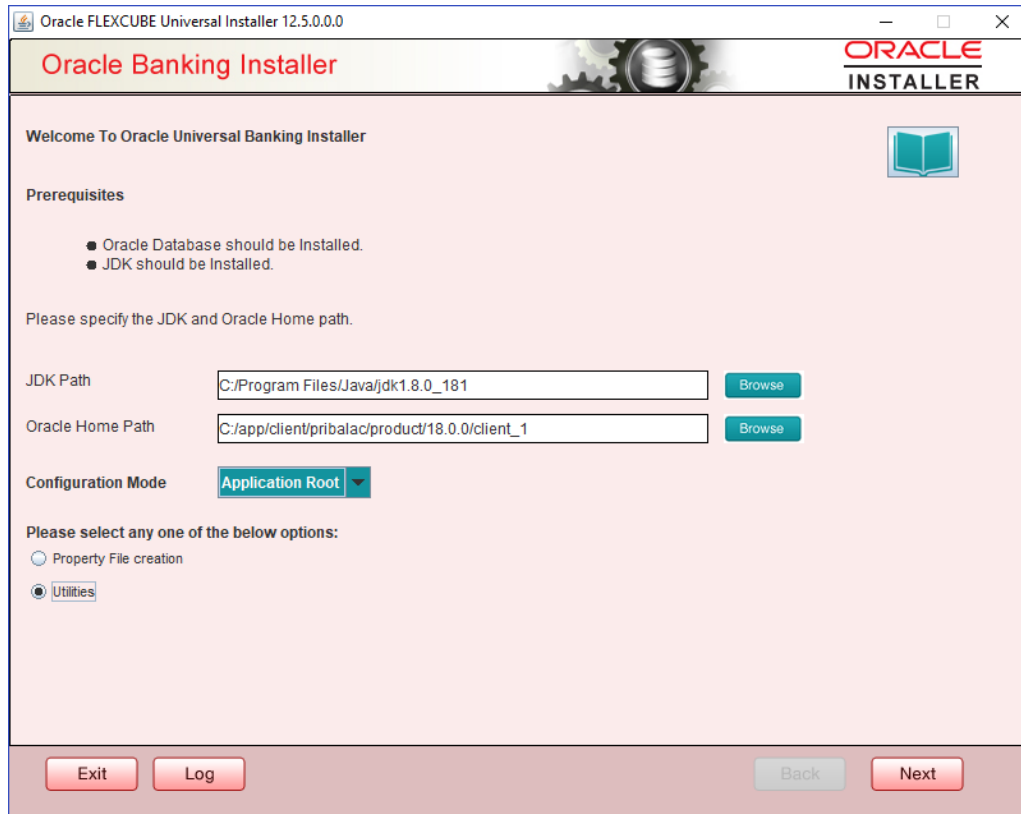 Oracle FLEXCUBE Universal Installer 12.5.0.0.0
Oracle Banking Installer
ORACLE
INSTALLER
Welcome To Oracle Universal Banking Installer
Prerequisites
Oracle Database should be Installed.
JDK should be Installed.
Please specify the JDK and Oracle Home path.
JDK Path C:/Program Files/Java/jdk1.8.0_181 Browse
Oracle Home Path C:/app/client/pribalac/product/18.0.0/client_1 Browse
Configuration Mode Application Root
Please select any one of the below options:
Property File creation
Utilities
Exit Log Back Next